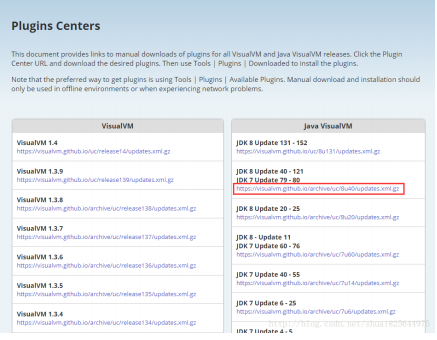 Plugins Centers
This document provides links to manual downloads of plugins for all VisualVM and Java VisualVM releases. Click the Plugin
Center URL and download the desired plugins. Then use Tools | Plugins | Downloaded to install the plugins.
Note that the preferred way to get plugins is using Tools | Plugins | Available Plugins. Manual download and installation should
only be used in offline environments or when experiencing network problems.
VisualVM
VisualVM 1.4
https://visualvm.github.io/uc/release14/updates.xml.gz
VisualVM 1.3.9
https://visualvm.github.io/uc/release139/updates.xml.gz
VisualVM 1.3.8
https://visualvm.github.io/archive/uc/release138/updates.xml.gz
VisualVM 1.3.7
https://visualvm.github.io/archive/uc/release137/updates.xml.gz
VisualVM 1.3.6
https://visualvm.github.io/archive/uc/release136/updates.xml.gz
VisualVM 1.3.5
https://visualvm.github.io/archive/uc/release135/updates.xml.gz
VisualVM 1.3.4
https://visualvm.github.io/archive/uc/release134/updates.xml.gz
Java VisualVM
JDK 8 Update 131 - 152
https://visualvm.github.io/uc/8u131/updates.xml.gz
JDK 8 Update 40 - 121
JDK 7 Update 79 - 80
https://visualvm.github.io/archive/uc/8u40/updates.xml.gz
JDK 8 Update 20 - 25
https://visualvm.github.io/archive/uc/8u20/updates.xml.gz
JDK 8 - Update 11
JDK 7 Update 60 - 76
https://visualvm.github.io/archive/uc/7u60/updates.xml.gz
JDK 7 Update 40 - 55
https://visualvm.github.io/archive/uc/7u14/updates.xml.gz
JDK 7 Update 6 - 25
https://visualvm.github.io/archive/uc/7u6/updates.xml.gz
JDK 7 Update 4 - 5